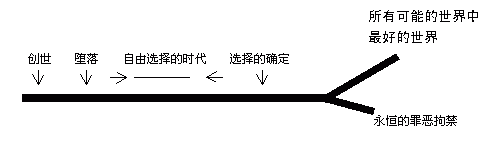 所有可能的世界中
最好的世界
创世
堕落
自由选择的时代
选择的确定
永恒的罪恶拘禁